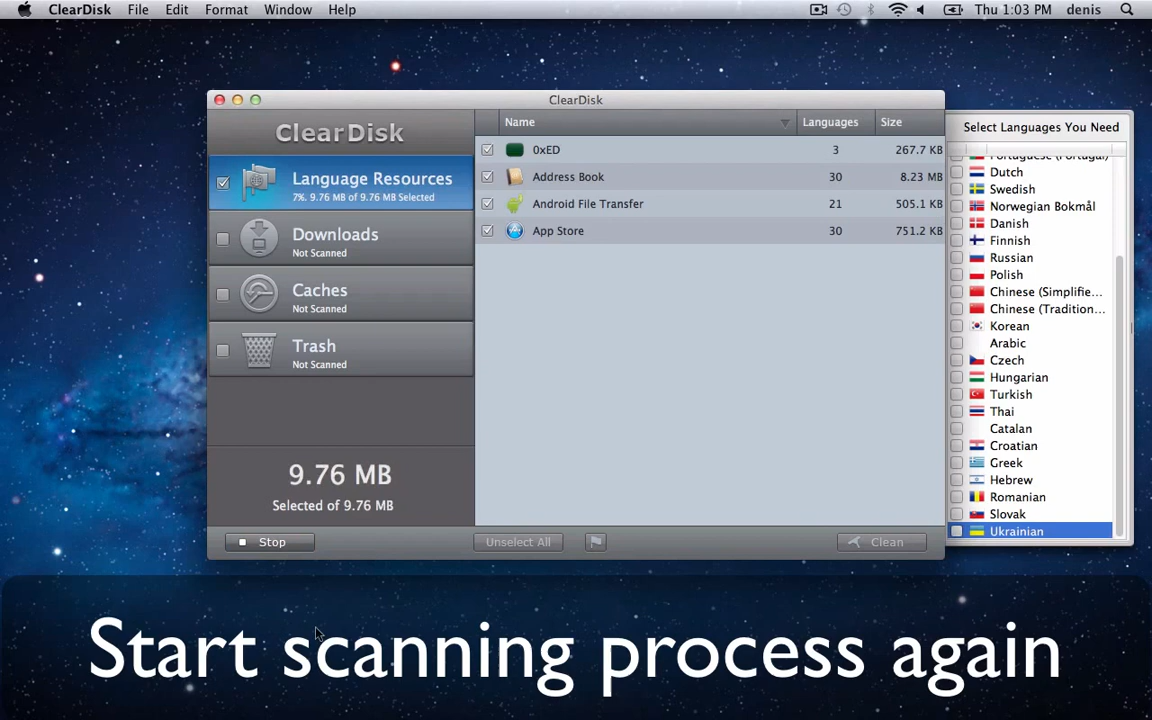 ClearDisk File Edit Format Window Help
Thu 1:03 PM denis
ClearDisk
ClearDisk
Language Resources
7%. 9.76 MB of 9.76 MB Selected
Downloads
Not Scanned
Caches
Not Scanned
Trash
Not Scanned
9.76 MB
Selected of 9.76 MB
Stop
Name Languages Size
0xED 3 267.7 KB
Address Book 30 8.23 MB
Android File Transfer 21 505.1 KB
App Store 30 751.2 KB
Unselect All
Clean
Select Languages You Need
Portuguese (Portugal)
Dutch
Swedish
Norwegian Bokmål
Danish
Finnish
Russian
Polish
Chinese (Simplifie...
Chinese (Tradition...
Korean
Arabic
Czech
Hungarian
Turkish
Thai
Catalan
Croatian
Greek
Hebrew
Romanian
Slovak
Ukrainian
Start scanning process again